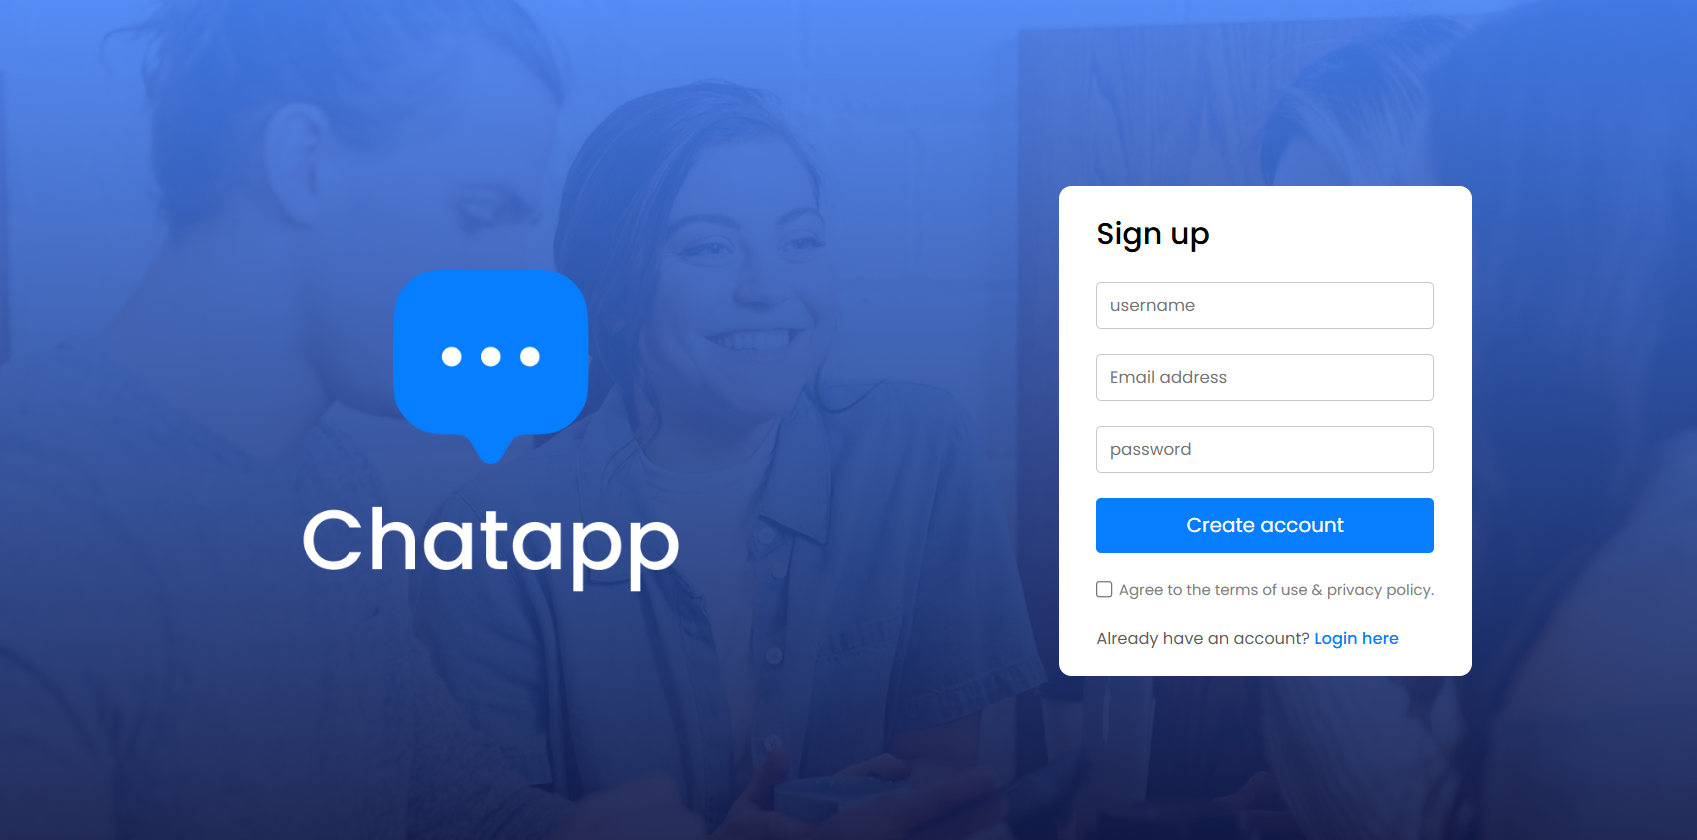 Chatapp
Sign up
username
Email address
password
Create account
Agree to the terms of use & privacy policy.
Already have an account? Login here